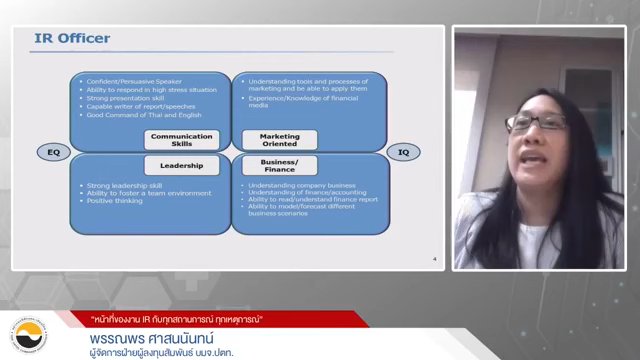 IR Officer
Confident/Persuasive Speaker
Ability to respond in high stress situation
Strong presentation skill
Capable writer of report/speeches
Good Command of Thai and English
Communication
Skills
Understanding tools and processes of
marketing and be able to apply them
Experience/Knowledge of financial
media
Marketing
Oriented
EQ
IQ
Leadership
Strong leadership skill
Ability to foster a team environment
Positive thinking
Business/
Finance
Understanding company business
Understanding of finance/accounting
Ability to read/understand finance report
Ability to model/forecast different
business scenarios
4
"หน้าที่ของงาน IR กับทุกสถานการณ์ ทุกเหตุการณ์"
พรรณพร ศาสนนันทน์
ผู้จัดการฝ่ายผู้ลงทุนสัมพันธ์ บมจ.ปตท.